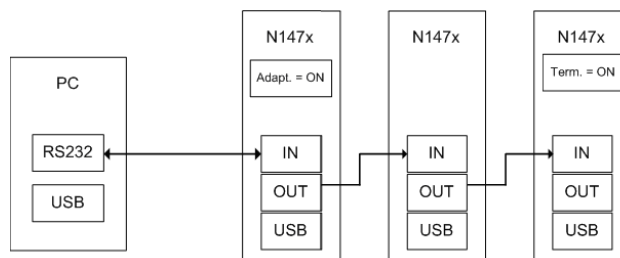 PC
RS232
USB
N147x
Adapt. = ON
IN
OUT
USB
N147x
IN
OUT
USB
N147x
Term. = ON
IN
OUT
USB